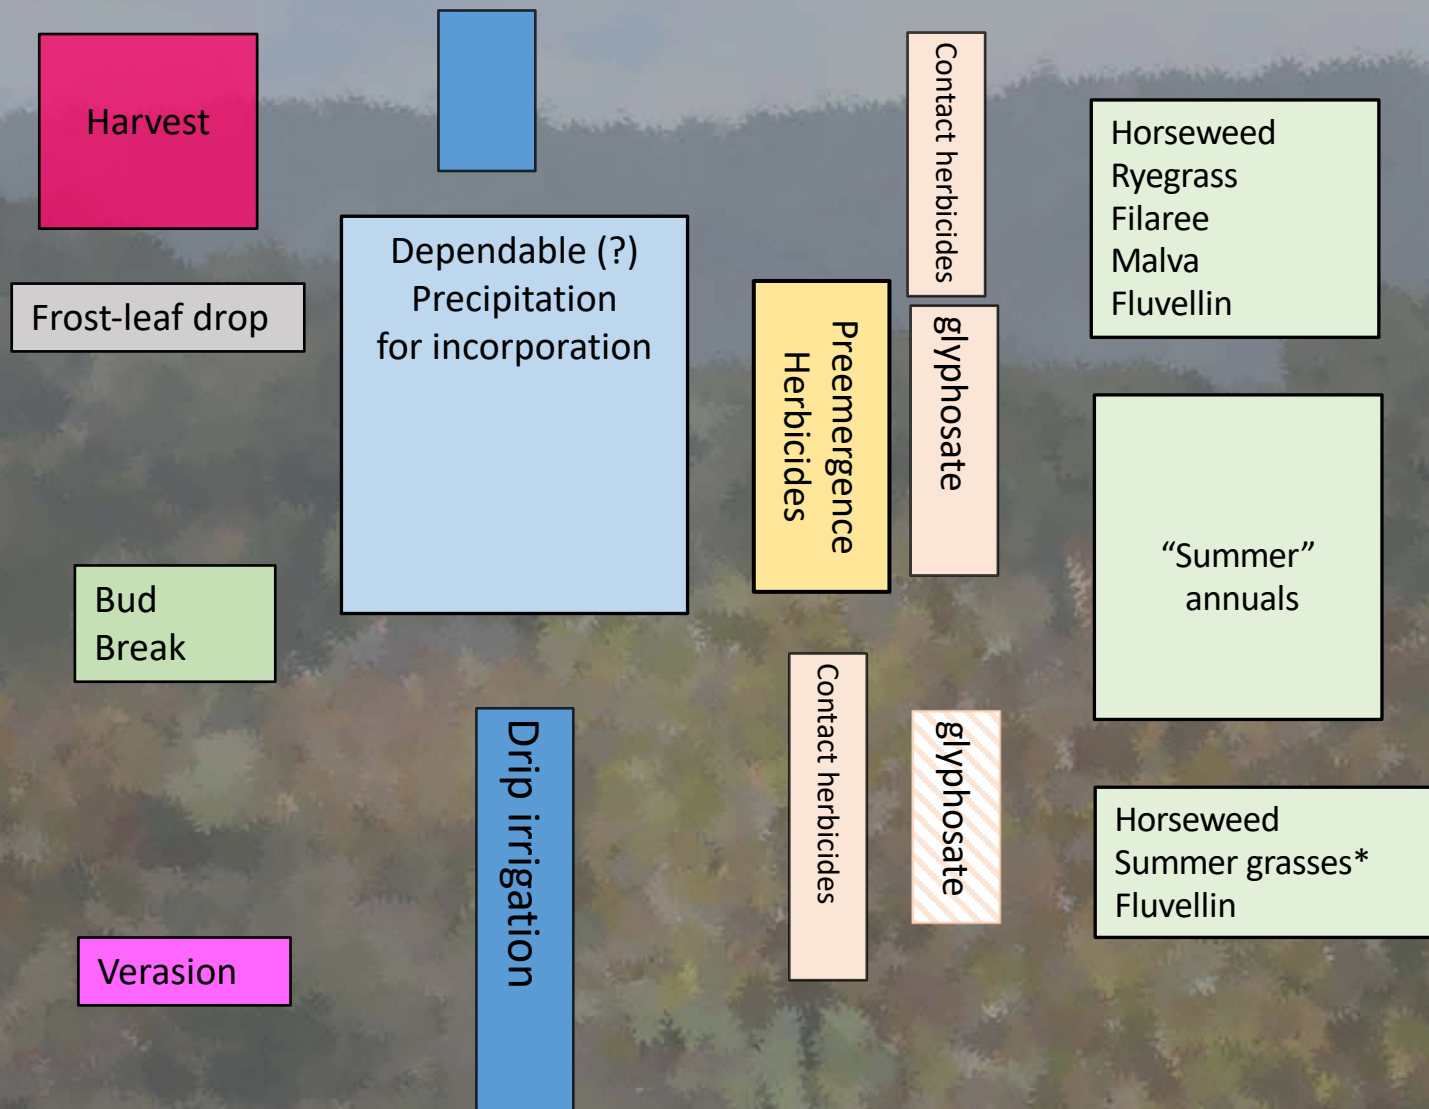 Harvest
Frost-leaf drop
Bud
Break
Verasion
Dependable (?)
Precipitation
for incorporation
Drip irrigation
Preemergence
Herbicides
Contact herbicides
glyphosate
Contact herbicides
glyphosate
Horseweed
Ryegrass
Filaree
Malva
Fluvellin
“Summer”
annuals
Horseweed
Summer grasses*
Fluvellin